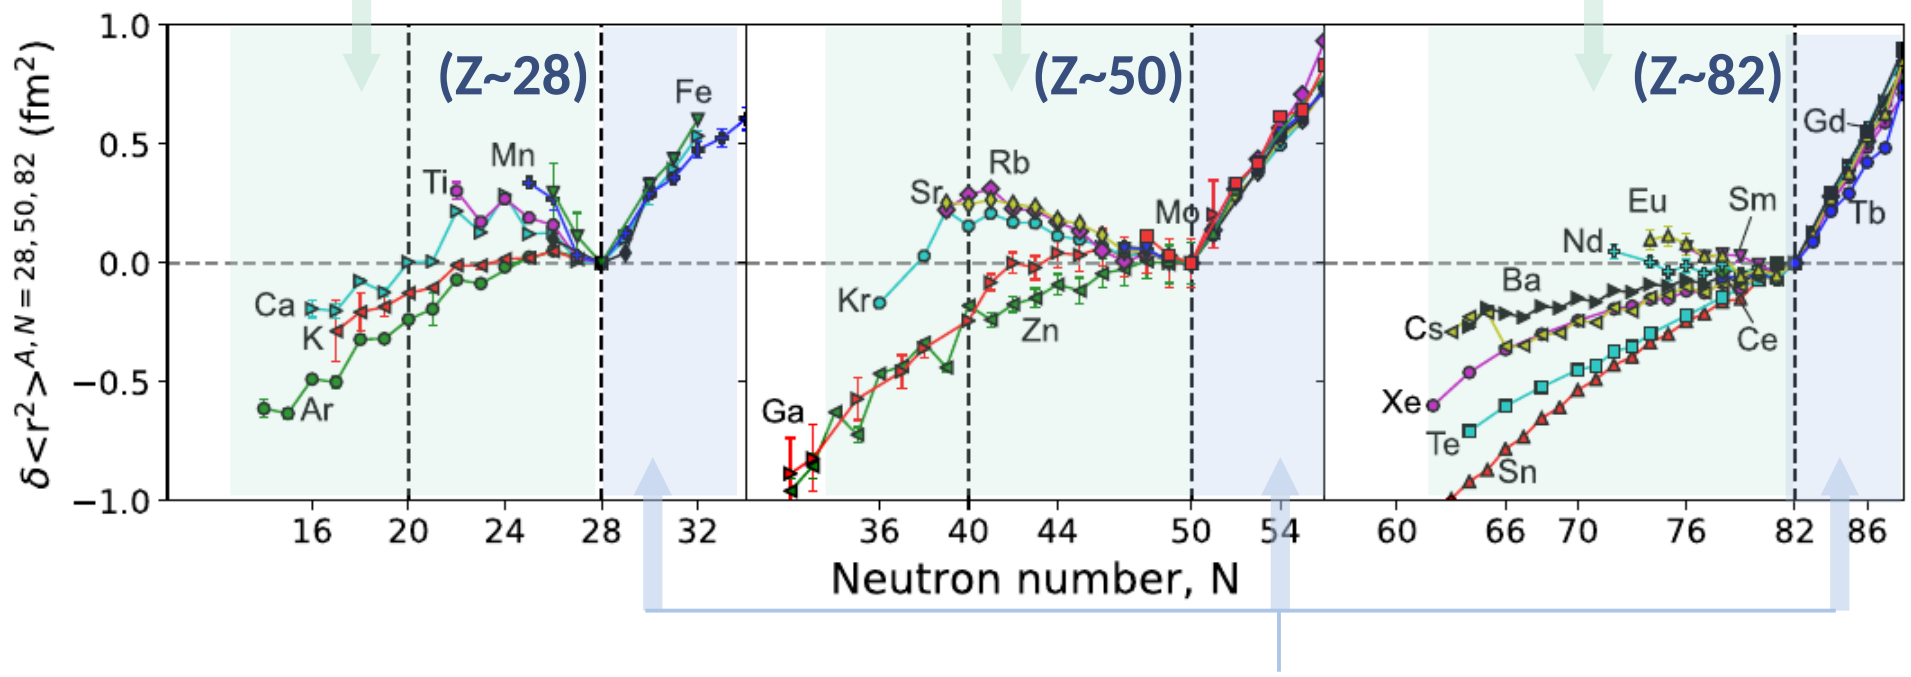 δ<r²>^A, N = 28, 50, 82 (fm²)
1.0
0.5
0.0
−0.5
−1.0
(Z~28)
Fe
Mn
Ti
Ca
K
Ar
(Z~50)
Rb
Sr
Mo
Kr
Zn
Ga
(Z~82)
Gd
Eu
Sm
Tb
Nd
Ba
Cs
Ce
Xe
Te
Sn
16 20 24 28 32 36 40 44 50 54 60 66 70 76 82 86
Neutron number, N